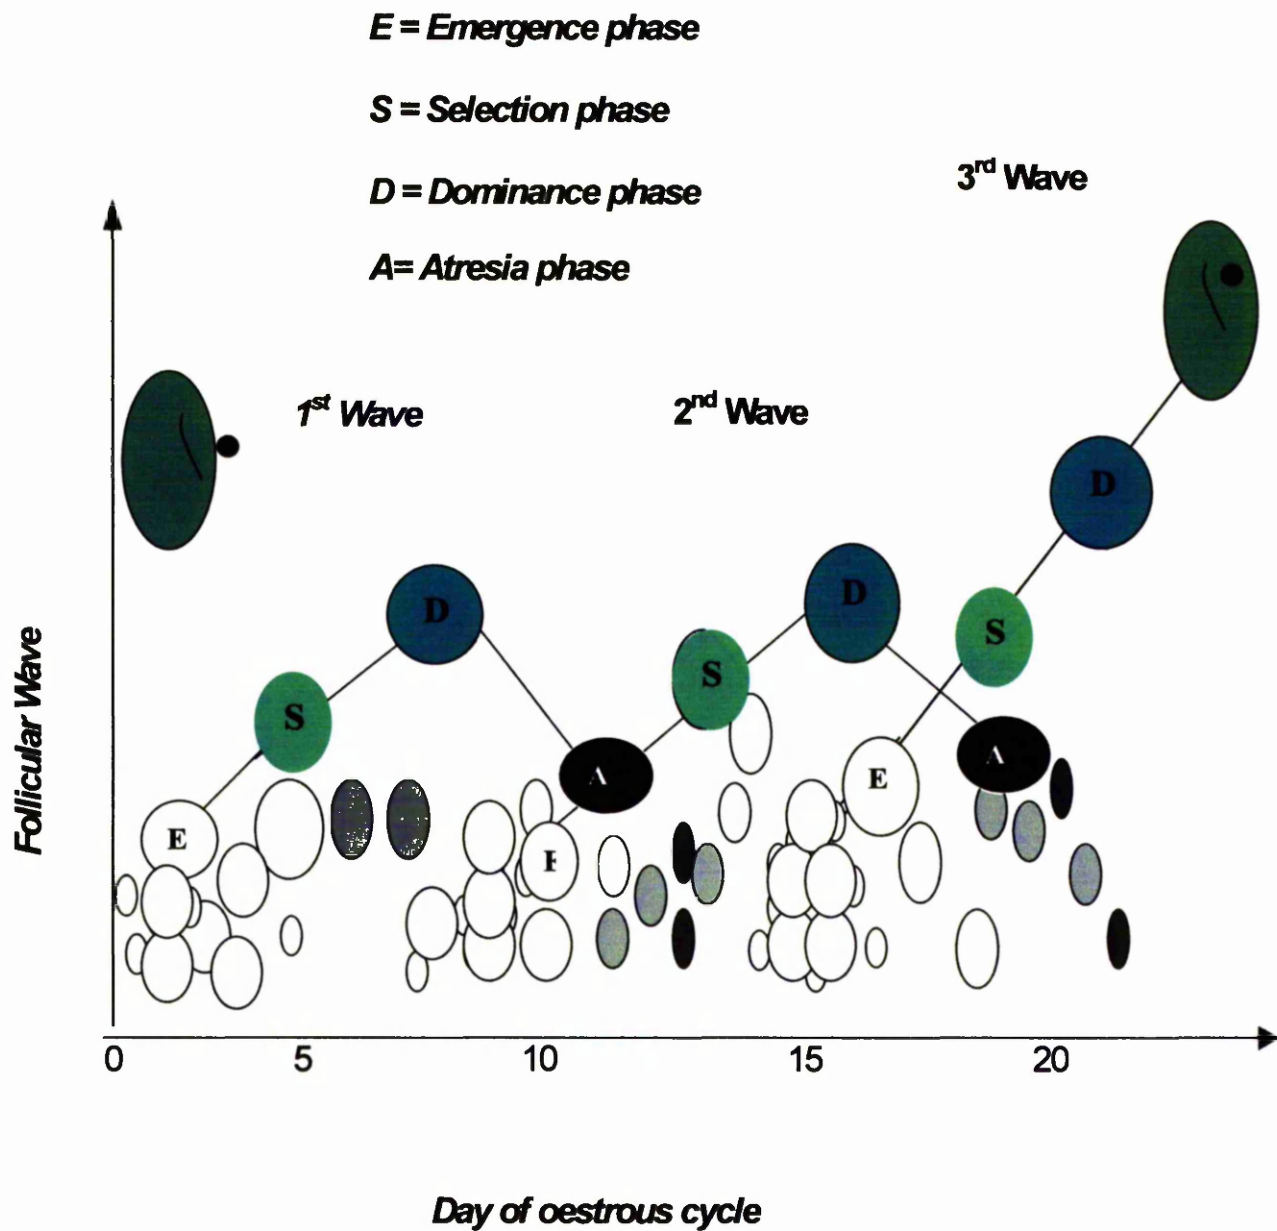 E = Emergence phase
S = Selection phase
D = Dominance phase
A= Atresia phase
3rd Wave
1st Wave
2nd Wave
D
D
D
S
S
S
A
A
E
E
Follicular Wave
0 5 10 15 20
Day of oestrous cycle